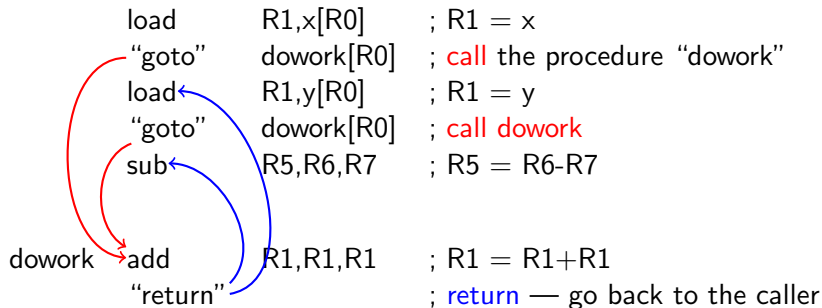 load R1,x[R0] ; R1 = x
“goto” dowork[R0] ; call the procedure “dowork”
load R1,y[R0] ; R1 = y
“goto” dowork[R0] ; call dowork
sub R5,R6,R7 ; R5 = R6-R7
dowork add R1,R1,R1 ; R1 = R1+R1
“return” ; return — go back to the caller